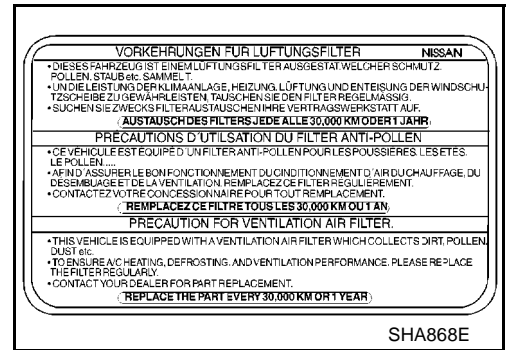 VORKEHRUNGEN FUR LUFTUNGSFILTER NISSAN
• DIESES FAHRZEUG IST EINEM LÜFTUNGSFILTER AUSGESTAT.WELCHER SCHMUTZ.
POLLEN. STAUB etc. SAMMEL T.
• UN DIE LEISTUNG DER KLIMAANLAGE, HEIZUNG. LÜFTUNG UND ENTEISUNG DER WINDSCHU-
TZSCHEIBE ZU GEWÄHRLEISTEN, TAUSCHEN SIE DEN FILTER REGELMÄSSIG.
• SUCHEN SIE ZWECKS FILTERAUSTAUSCHEN IHRE VERTRAGSWERKSTATT AUF.
AUSTAUSCH DES FILTERS JEDE ALLE 30,000 KM ODER 1 JAHR
PRECAUTIONS D´UTILSATION DU FILTER ANTI-POLLEN
• CE VÉHICULE EST ÉQUIPÉ D´UN FILTER ANTI-POLLEN POUR LES POUSSIÈRES. LES ETÉS.
LE POLLEN.....
• AFIN D´ASSURER LE BON FONCTIONNEMENT DU CINDITIONNEMENT D´AIR DU CHAUFFAGE, DU
DESEMBUAGE ET DE LA VENTILATION. REMPLACEZ CE FILTER RÉGULIEREMENT.
• CONTACTEZ VOTRE CONCESSIONNAIRE POUR TOUT REMPLACEMENT.
REMPLACEZ CE FILTRE TOUS LES 30,000 KM OU 1 AN
PRECAUTION FOR VENTILATION AIR FILTER.
• THIS VEHICLE IS EQUIPPED WITH A VENTILATION AIR FILTER WHICH COLLECTS DIRT, POLLEN,
DUST etc.
• TO ENSURE A/C HEATING, DEFROSTING. AND VENTILATION PERFORMANCE. PLEASE REPLACE
THE FILTER REGULARLY.
• CONTACT YOUR DEALER FOR PART REPLACEMENT.
REPLACE THE PART EVERY 30,000 KM OR 1 YEAR
SHA868E